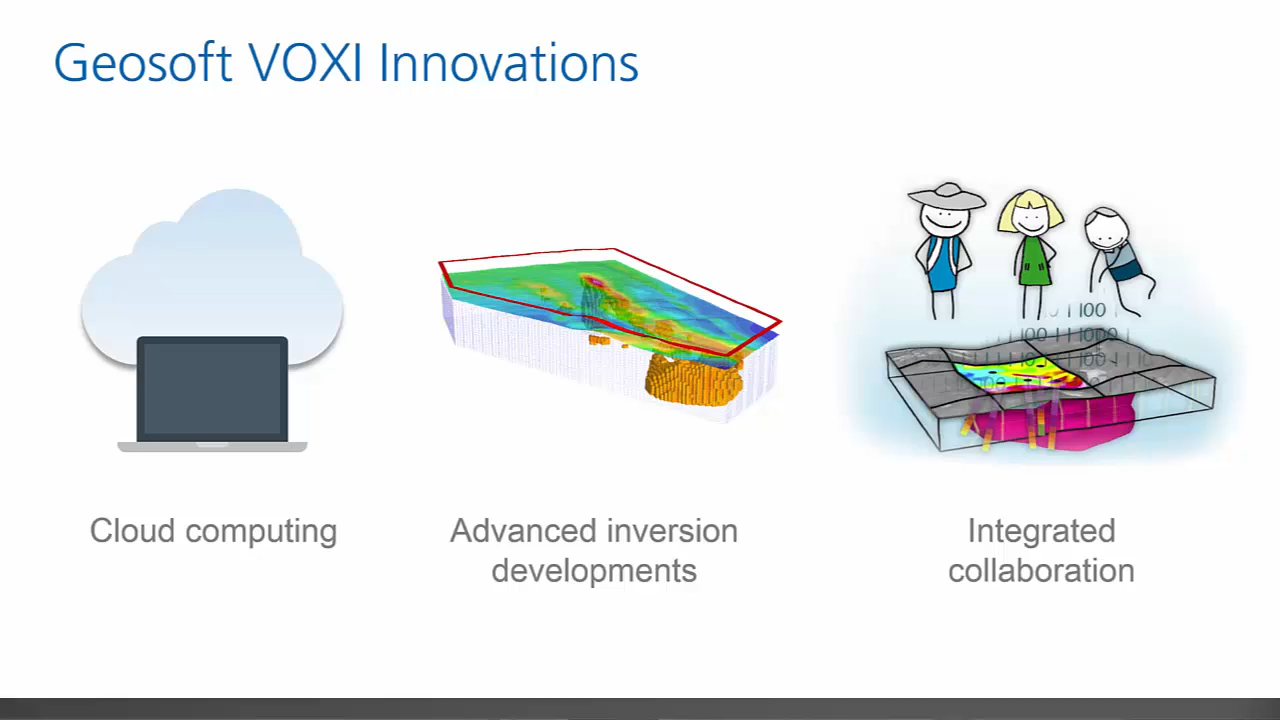 Geosoft VOXI Innovations
Cloud computing
Advanced inversion
developments
Integrated
collaboration